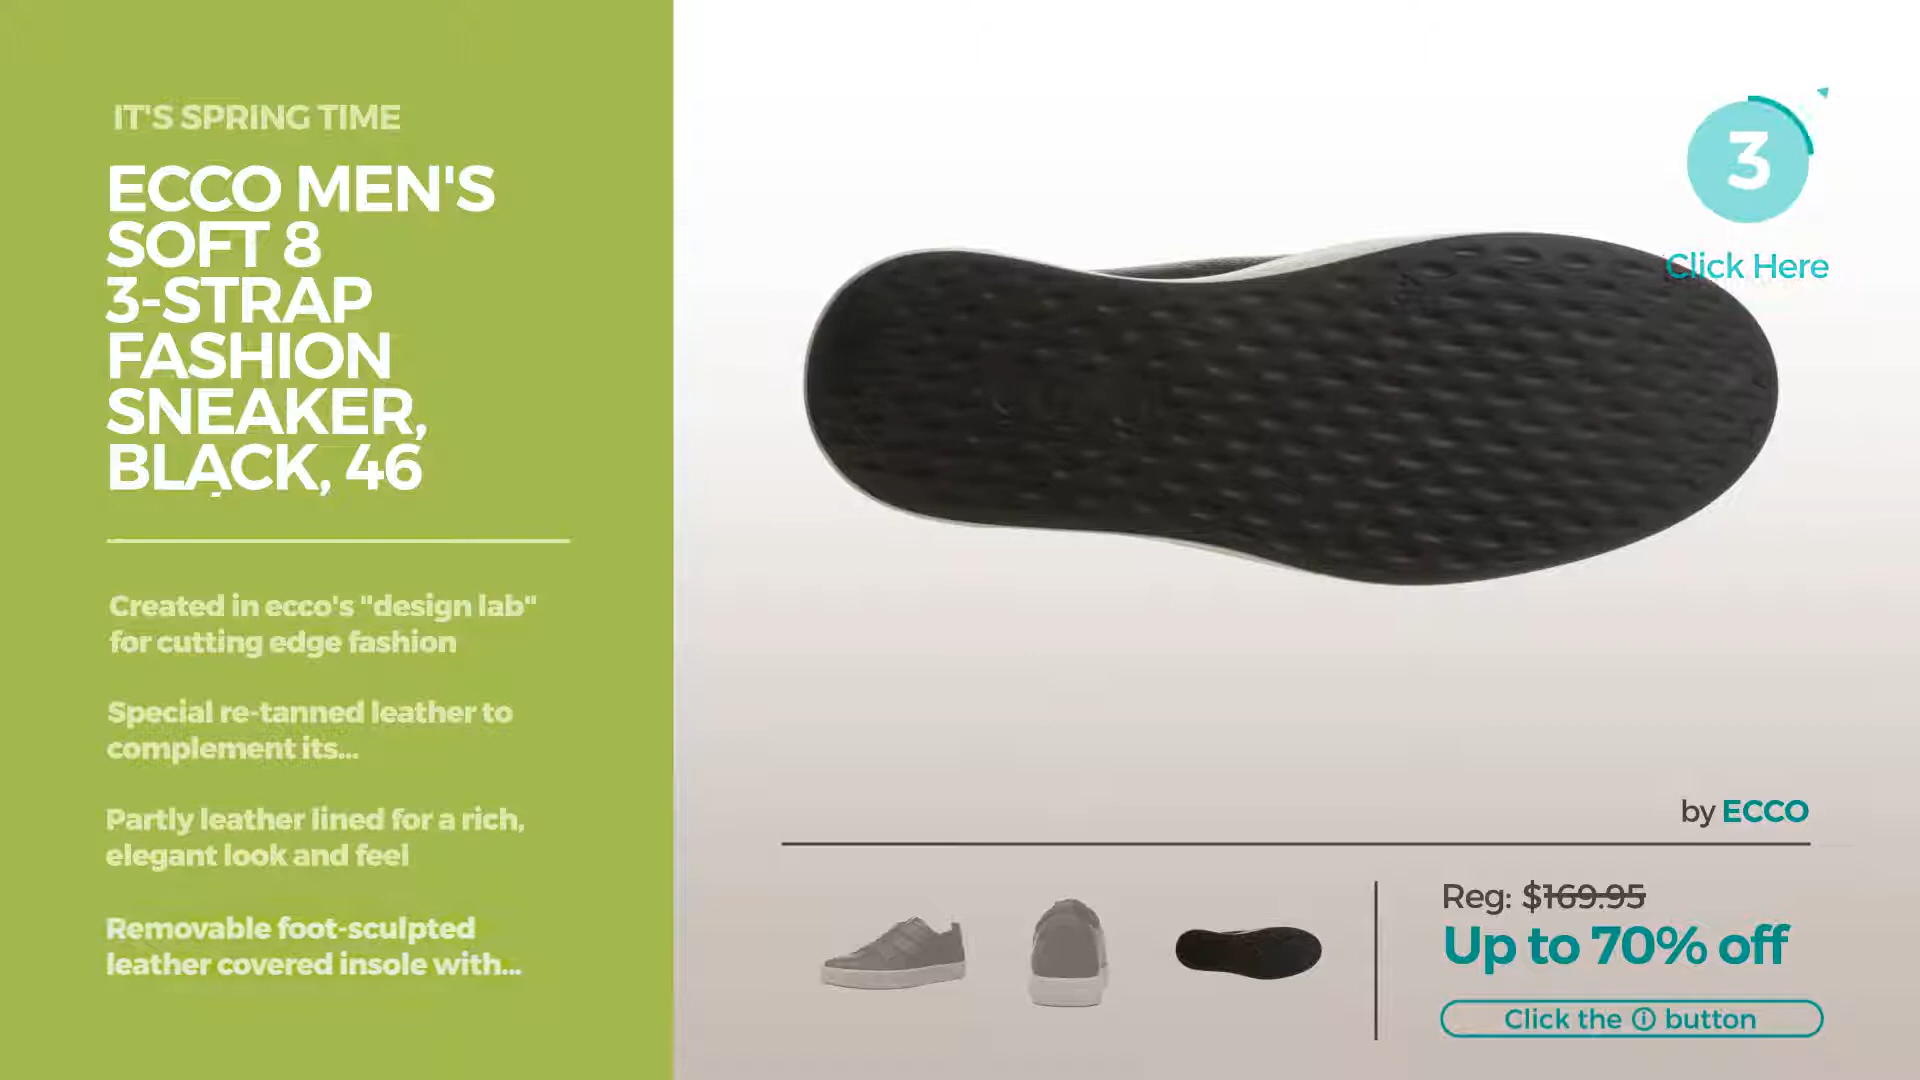 IT'S SPRING TIME
ECCO MEN'S
SOFT 8
3-STRAP
FASHION
SNEAKER,
BLACK, 46
Created in ecco's "design lab"
for cutting edge fashion
Special re-tanned leather to
complement its...
Partly leather lined for a rich,
elegant look and feel
Removable foot-sculpted
leather covered insole with...
3
Click Here
by ECCO
Reg: $169.95
Up to 70% off
Click the ⓘ button